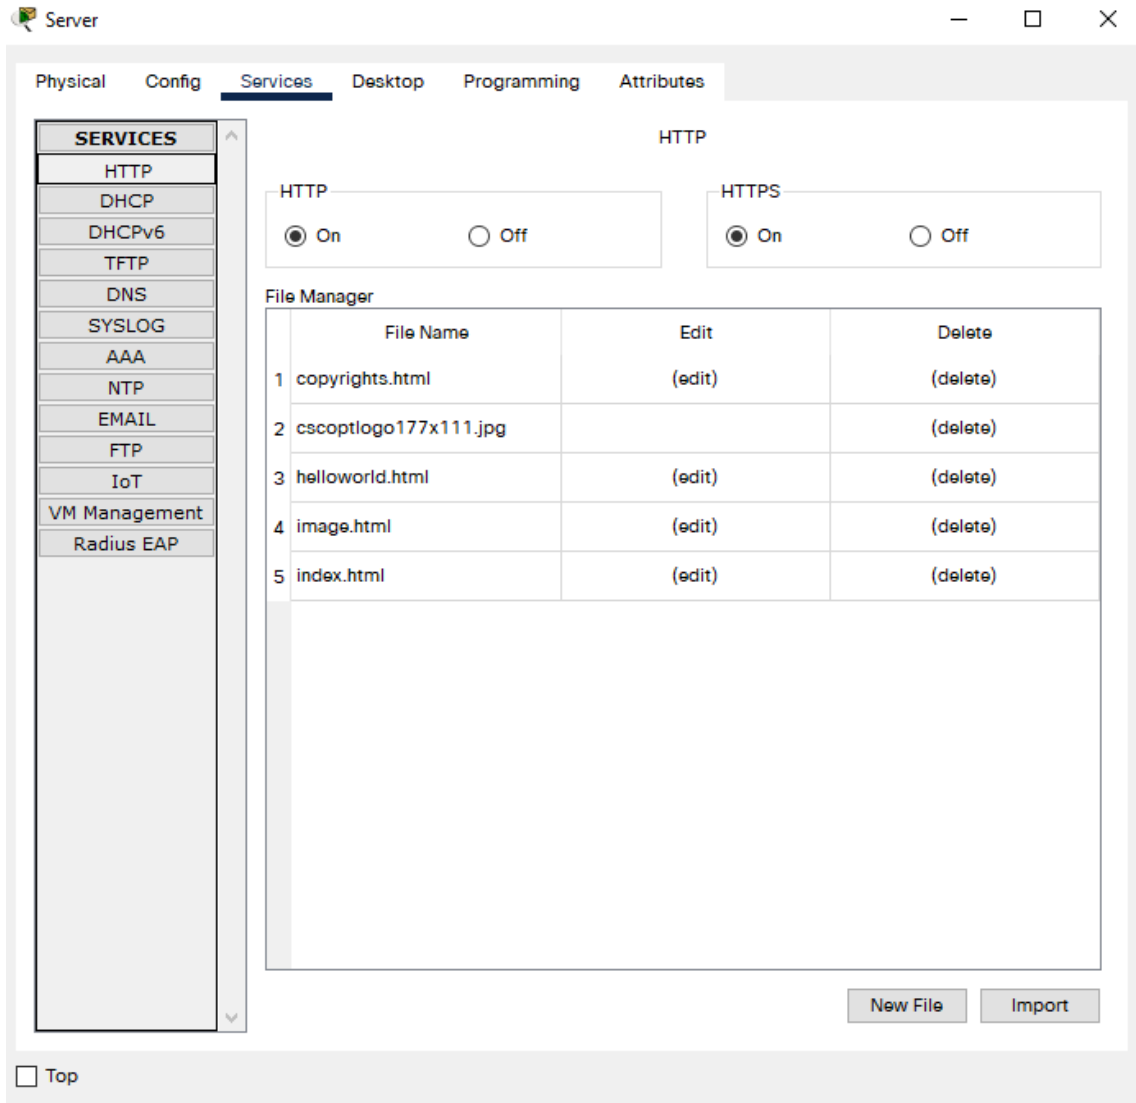 Server
Physical Config Services Desktop Programming Attributes
SERVICES
HTTP
DHCP
DHCPv6
TFTP
DNS
SYSLOG
AAA
NTP
EMAIL
FTP
IoT
VM Management
Radius EAP
HTTP
HTTP
On Off
HTTPS
On Off
File Manager
File Name Edit Delete
1 copyrights.html (edit) (delete)
2 cscoptlogo177x111.jpg (delete)
3 helloworld.html (edit) (delete)
4 image.html (edit) (delete)
5 index.html (edit) (delete)
New File Import
Top